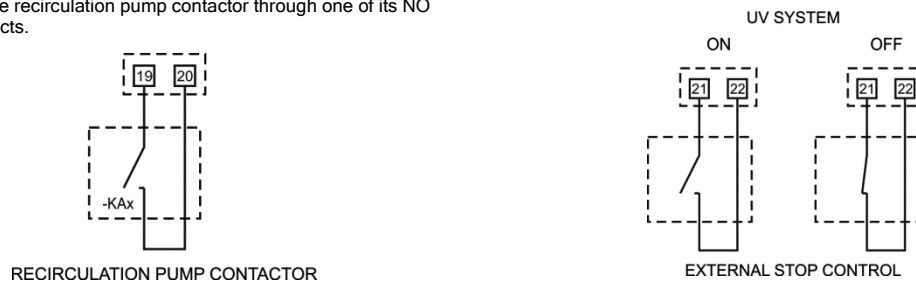 e recirculation pump contactor through one of its NO
cts.
19 20
-KAx
RECIRCULATION PUMP CONTACTOR
UV SYSTEM
ON OFF
21 22 21 22
EXTERNAL STOP CONTROL